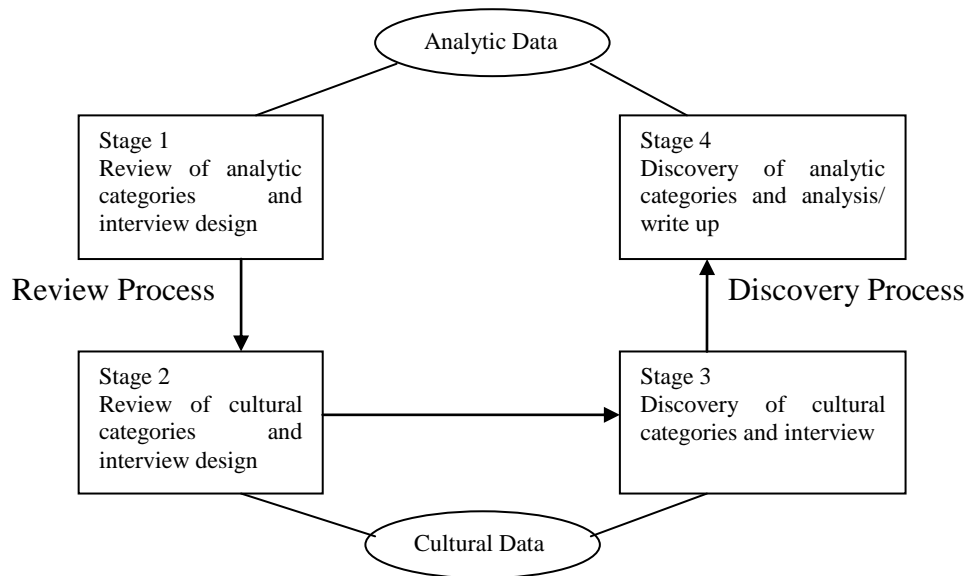 Analytic Data
Stage 1
Review of analytic
categories and
interview design
Stage 4
Discovery of analytic
categories and analysis/
write up
Review Process
Discovery Process
Stage 2
Review of cultural
categories and
interview design
Stage 3
Discovery of cultural
categories and interview
Cultural Data